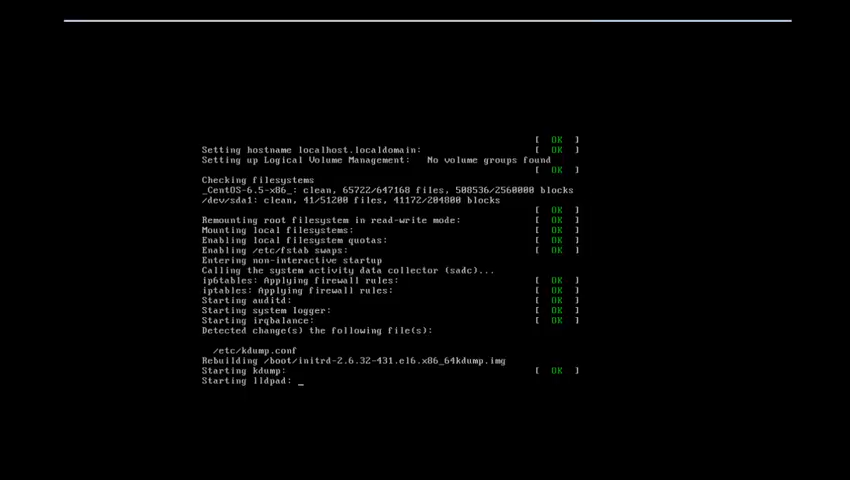 [  OK  ]
Setting hostname localhost.localdomain: [  OK  ]
Setting up Logical Volume Management:   No volume groups found
[  OK  ]
Checking filesystems
_CentOS-6.5-x86_: clean, 65722/647168 files, 508536/2560000 blocks
/dev/sda1: clean, 41/51200 files, 41172/204800 blocks
[  OK  ]
Remounting root filesystem in read-write mode: [  OK  ]
Mounting local filesystems: [  OK  ]
Enabling local filesystem quotas: [  OK  ]
Enabling /etc/fstab swaps: [  OK  ]
Entering non-interactive startup
Calling the system activity data collector (sadc)...
ip6tables: Applying firewall rules: [  OK  ]
iptables: Applying firewall rules: [  OK  ]
Starting auditd: [  OK  ]
Starting system logger: [  OK  ]
Starting irqbalance: [  OK  ]
Detected change(s) the following file(s):
/etc/kdump.conf
Rebuilding /boot/initrd-2.6.32-431.el6.x86_64kdump.img
Starting kdump: [  OK  ]
Starting lldpad: _